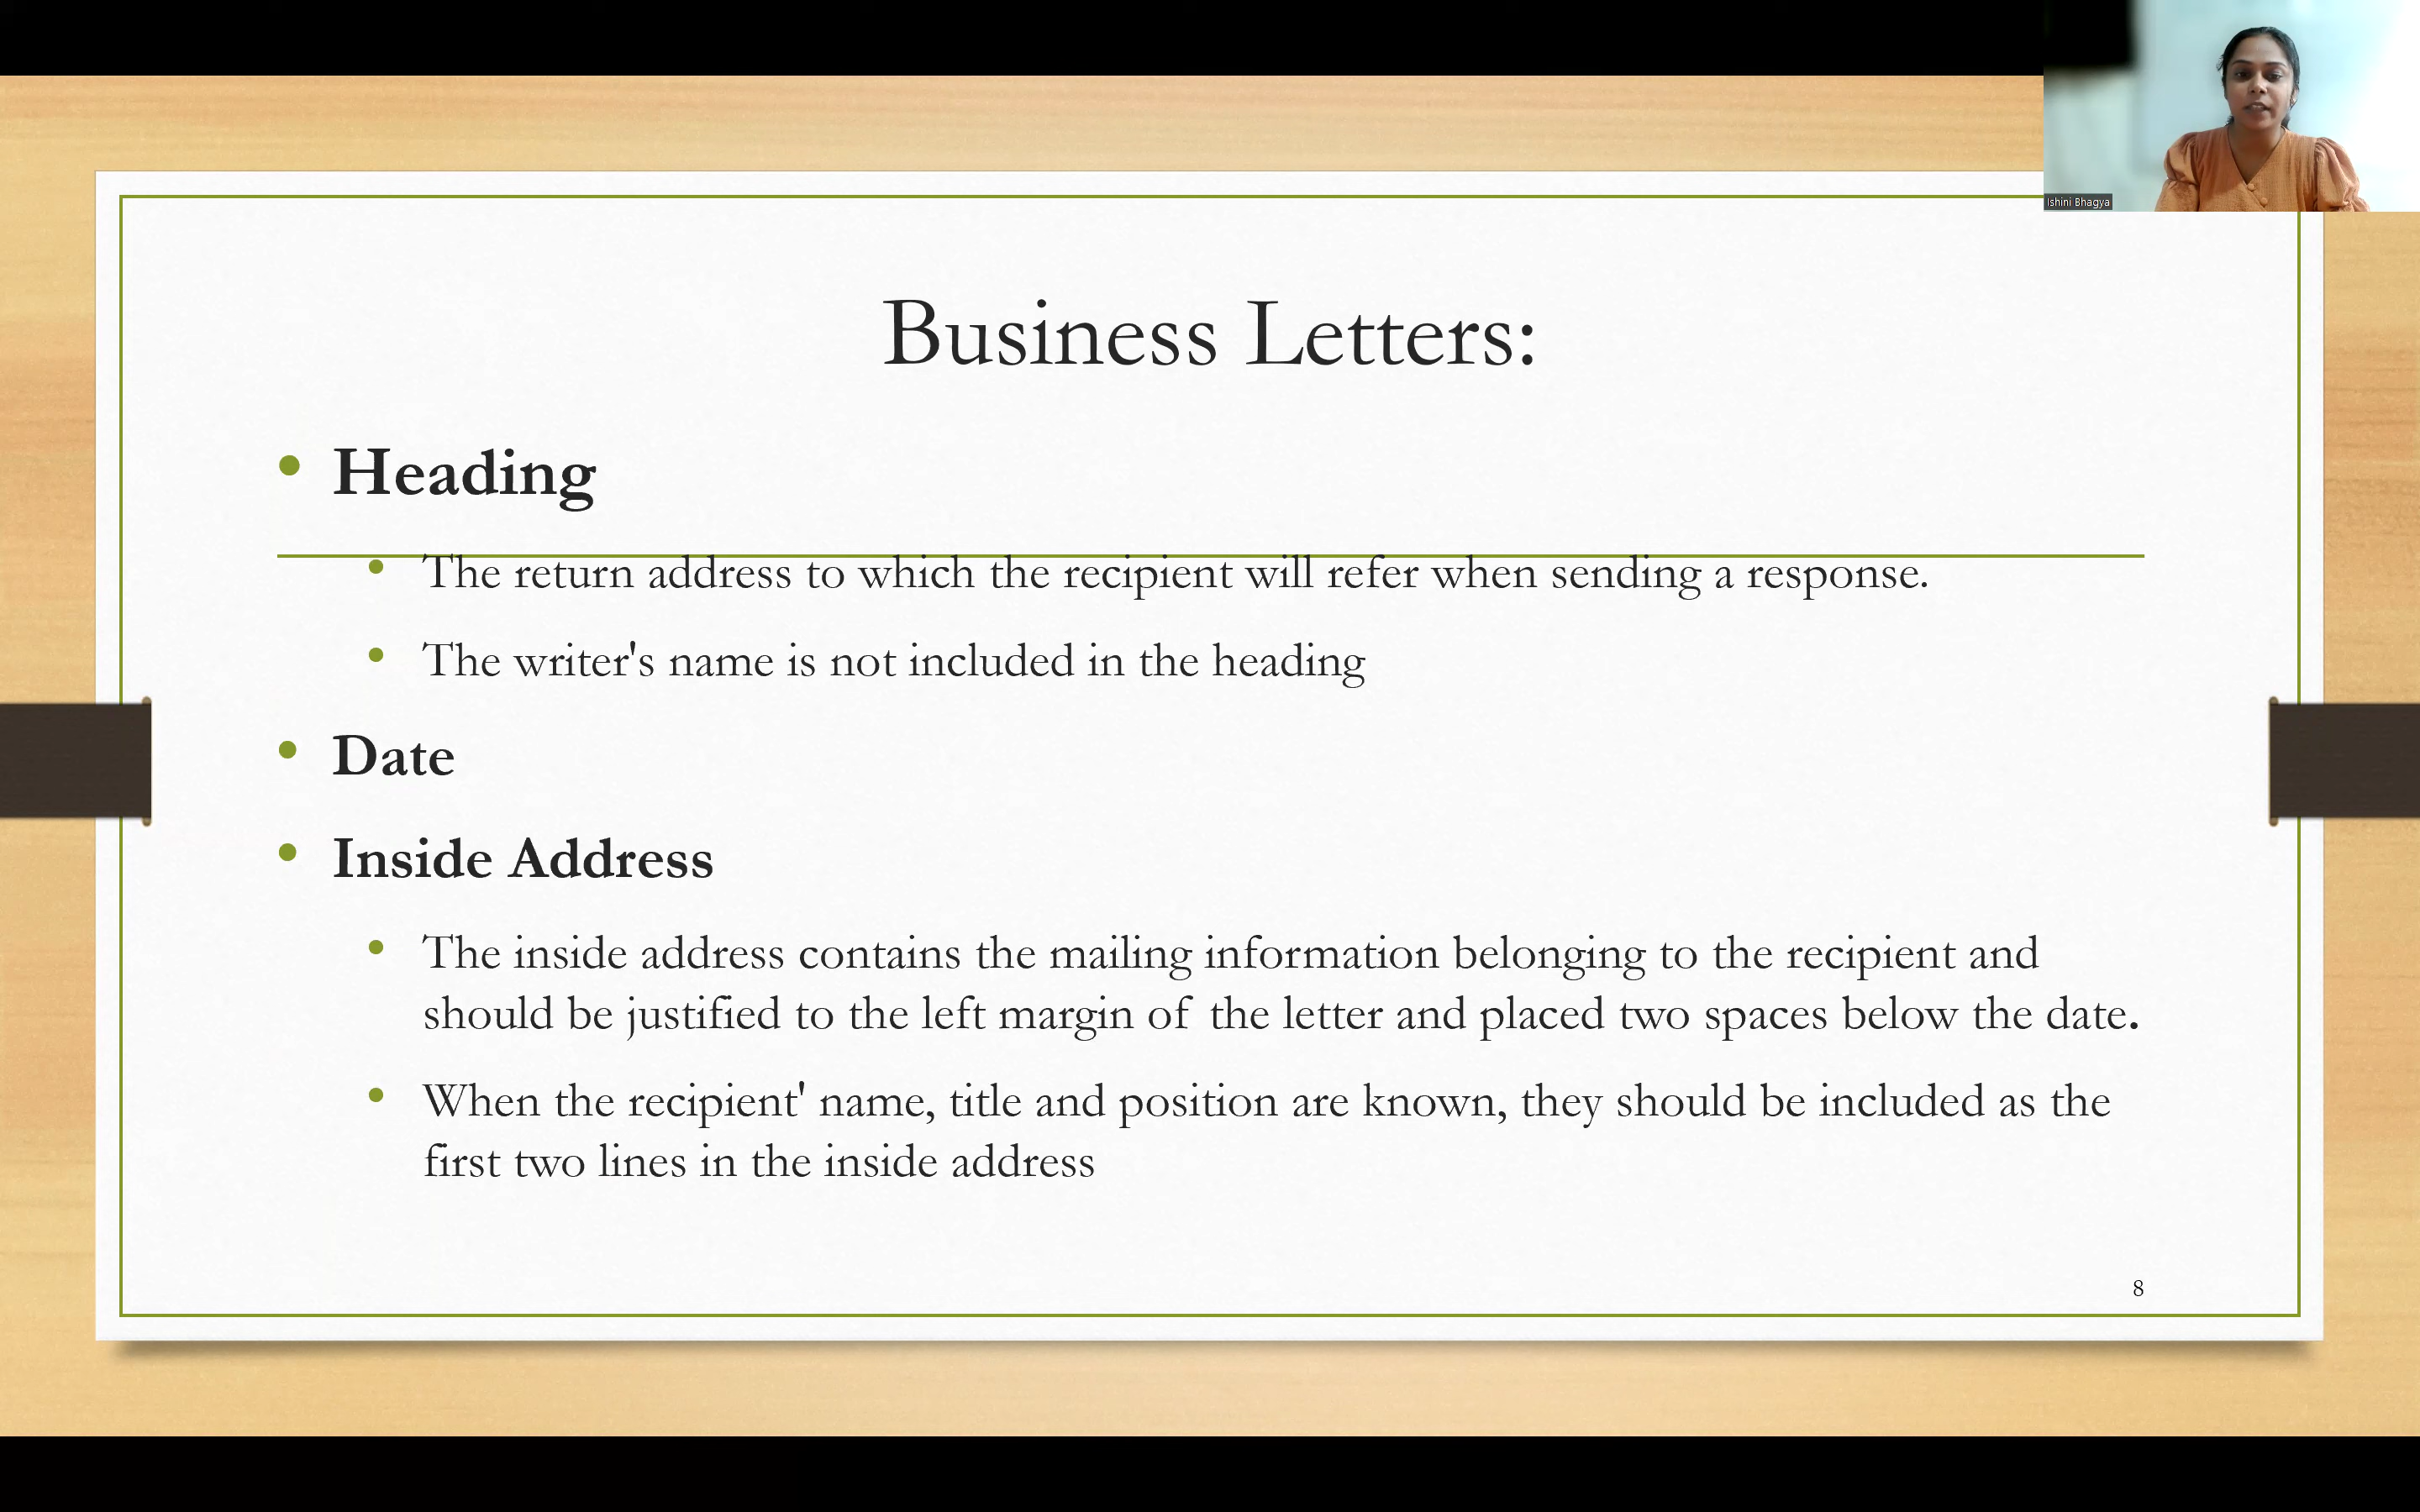 Ishini Bhagya
Business Letters:
Heading
The return address to which the recipient will refer when sending a response.
The writer's name is not included in the heading
Date
Inside Address
The inside address contains the mailing information belonging to the recipient and
should be justified to the left margin of the letter and placed two spaces below the date.
When the recipient' name, title and position are known, they should be included as the
first two lines in the inside address
8